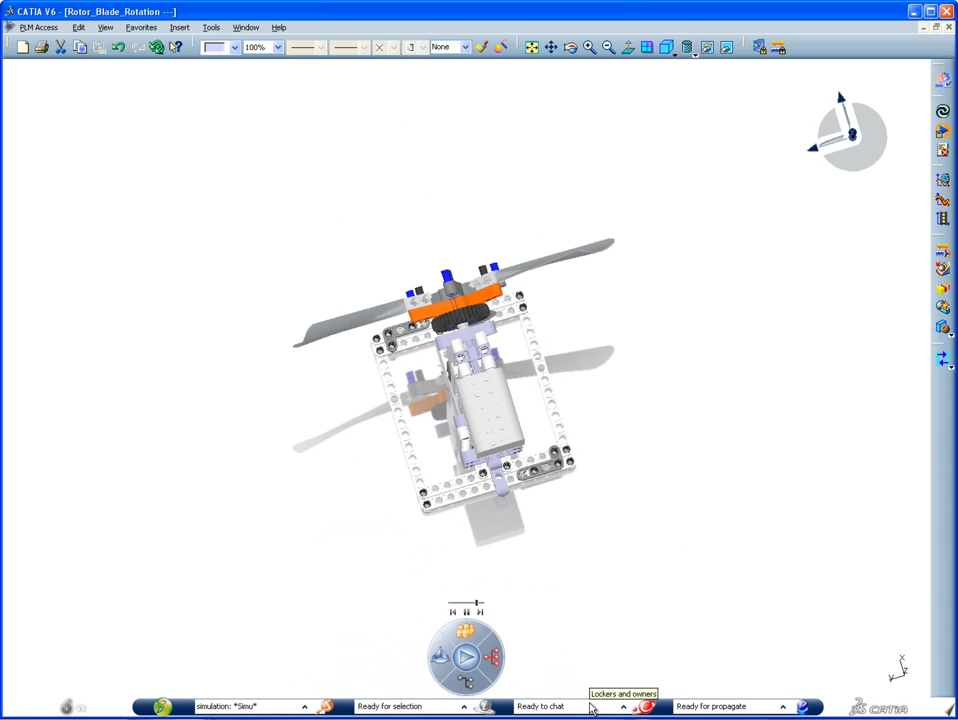 CATIA V6 - [Rotor_Blade_Rotation ---]
PLM Access Edit View Favorites Insert Tools Window Help
100% None
x
z
y
Lockers and owners
simulation: *Simu* Ready for selection Ready to chat Ready for propagate CATIA